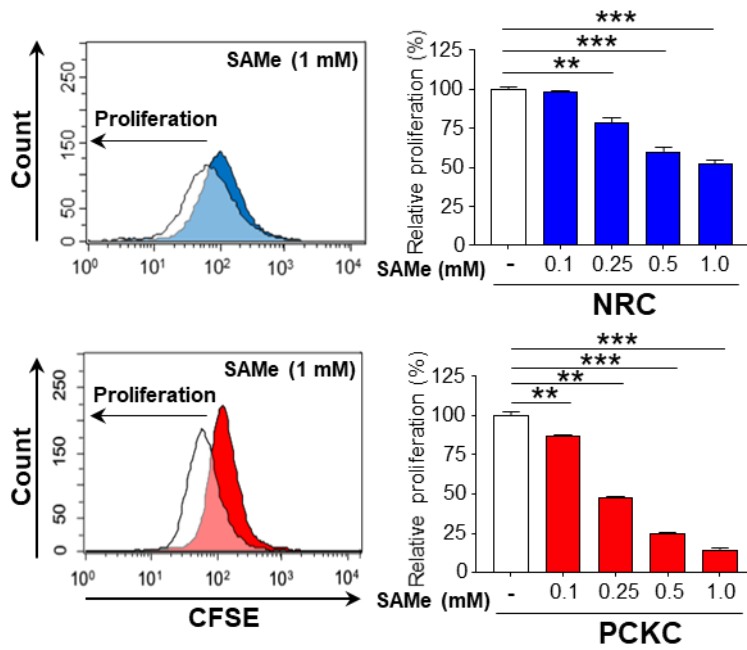 SAMe (1 mM)
Proliferation
Count
250
150
50
0
10⁰ 10¹ 10² 10³ 10⁴
***
***
**
Relative proliferation (%)
125
100
75
50
25
0
SAMe (mM) - 0.1 0.25 0.5 1.0
NRC
SAMe (1 mM)
Proliferation
Count
250
150
50
0
10⁰ 10¹ 10² 10³ 10⁴
CFSE
***
***
**
**
Relative proliferation (%)
125
100
75
50
25
0
SAMe (mM) - 0.1 0.25 0.5 1.0
PCKC